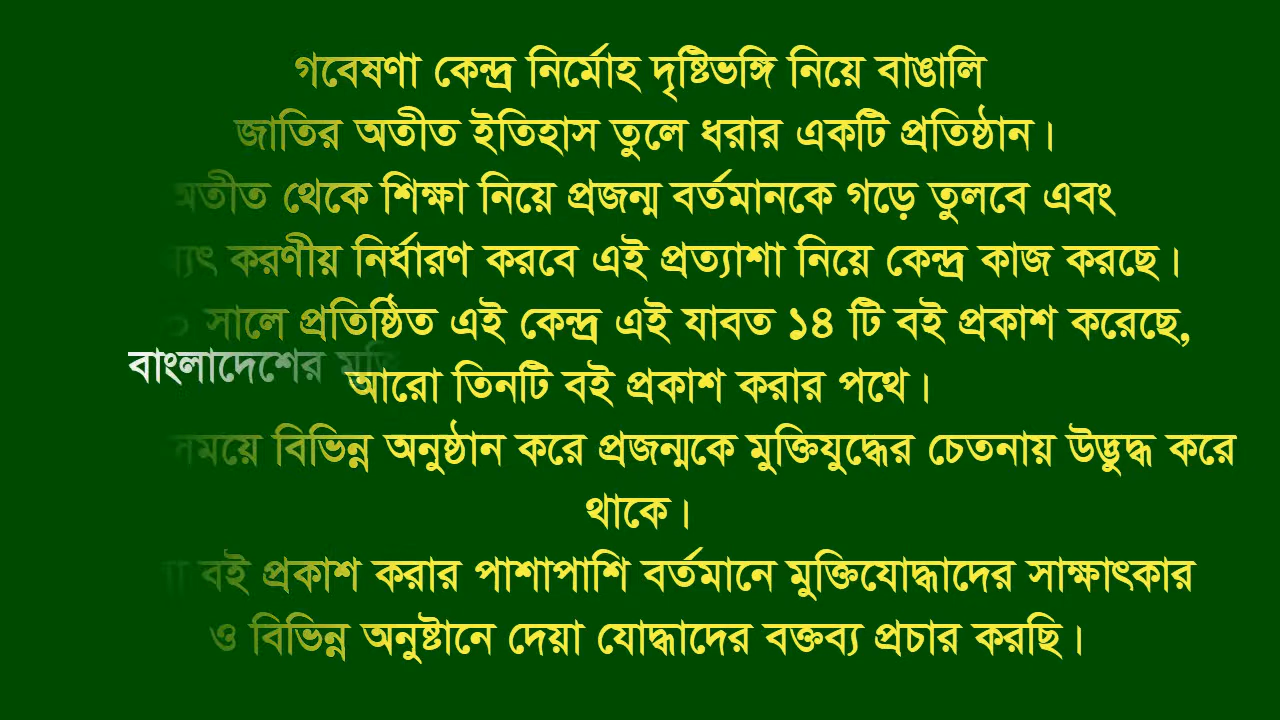 গবেষণা কেন্দ্র নির্মোহ দৃষ্টিভঙ্গি নিয়ে বাঙালি
জাতির অতীত ইতিহাস তুলে ধরার একটি প্রতিষ্ঠান।
অতীত থেকে শিক্ষা নিয়ে প্রজন্ম বর্তমানকে গড়ে তুলবে এবং
করণীয় নির্ধারণ করবে এই প্রত্যাশা নিয়ে কেন্দ্র কাজ করছে।
সালে প্রতিষ্ঠিত এই কেন্দ্র এই যাবত ১৪ টি বই প্রকাশ করেছে,
বাংলাদেশের
আরো তিনটি বই প্রকাশ করার পথে।
সময়ে বিভিন্ন অনুষ্ঠান করে প্রজন্মকে মুক্তিযুদ্ধের চেতনায় উদ্ভুদ্ধ করে
থাকে।
বই প্রকাশ করার পাশাপাশি বর্তমানে মুক্তিযোদ্ধাদের সাক্ষাৎকার
ও বিভিন্ন অনুষ্টানে দেয়া যোদ্ধাদের বক্তব্য প্রচার করছি।